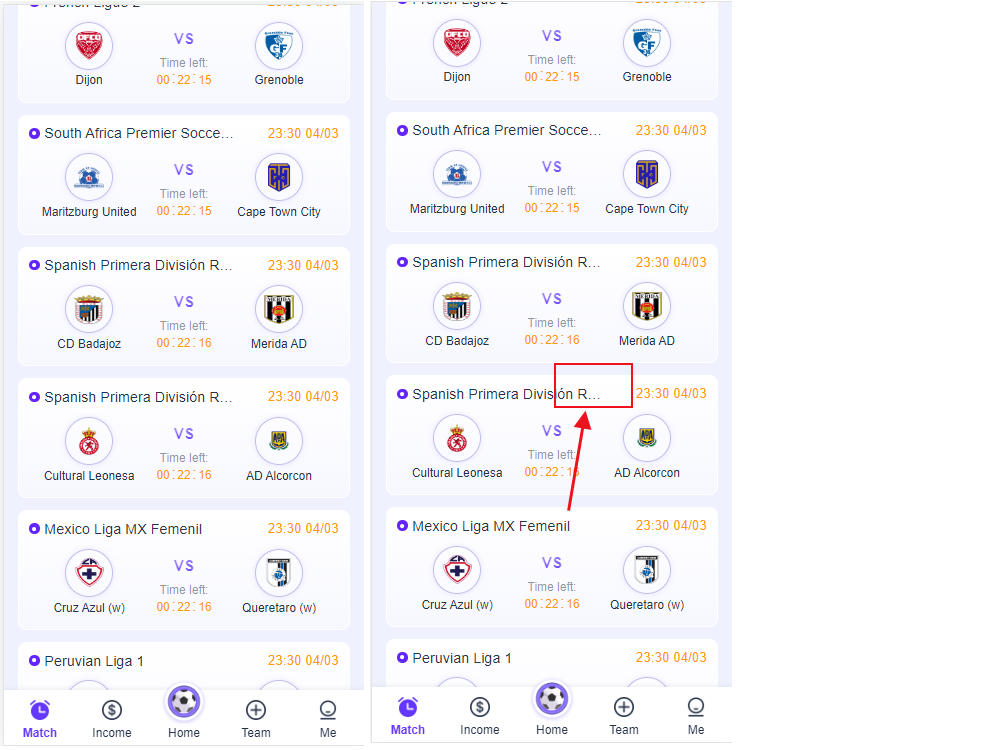 French Ligue 2
Dijon
VS
Time left:
00:22:15
Grenoble
South Africa Premier Socce...
23:30 04/03
Maritzburg United
VS
Time left:
00:22:15
Cape Town City
Spanish Primera División R...
23:30 04/03
CD Badajoz
VS
Time left:
00:22:16
Merida AD
Spanish Primera División R...
23:30 04/03
Cultural Leonesa
VS
Time left:
00:22:16
AD Alcorcon
Mexico Liga MX Femenil
23:30 04/03
Cruz Azul (w)
VS
Time left:
00:22:16
Queretaro (w)
Peruvian Liga 1
23:30 04/03
Match
Income
Home
Team
Me
French Ligue 2
Dijon
VS
Time left:
00:22:15
Grenoble
South Africa Premier Socce...
23:30 04/03
Maritzburg United
VS
Time left:
00:22:15
Cape Town City
Spanish Primera División R...
23:30 04/03
CD Badajoz
VS
Time left:
00:22:16
Merida AD
Spanish Primera División R...
23:30 04/03
Cultural Leonesa
VS
Time left:
00:22:16
AD Alcorcon
Mexico Liga MX Femenil
23:30 04/03
Cruz Azul (w)
VS
Time left:
00:22:16
Queretaro (w)
Peruvian Liga 1
23:30 04/03
Match
Income
Home
Team
Me